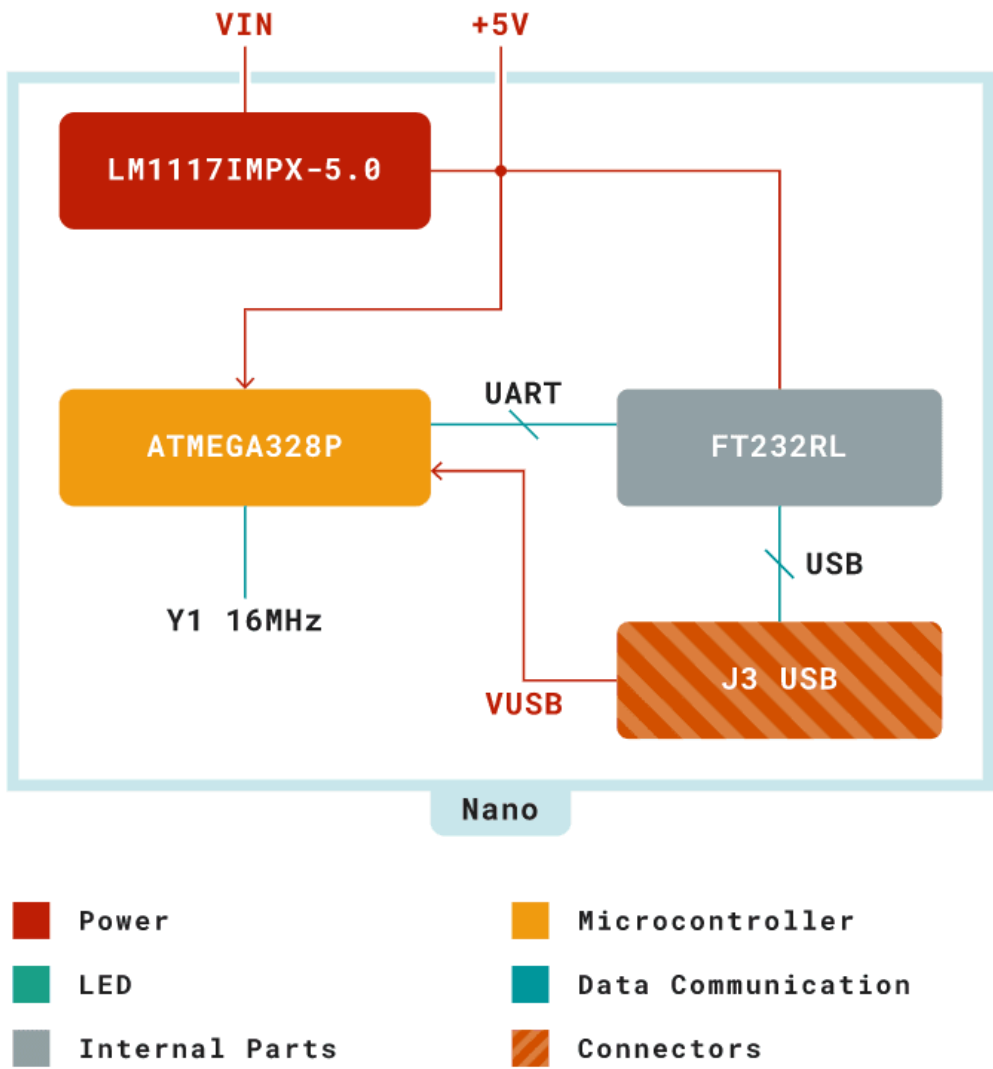 VIN
+5V
LM1117IMPX-5.0
UART
ATMEGA328P
FT232RL
USB
Y1 16MHz
J3 USB
VUSB
Nano
Power
Microcontroller
LED
Data Communication
Internal Parts
Connectors